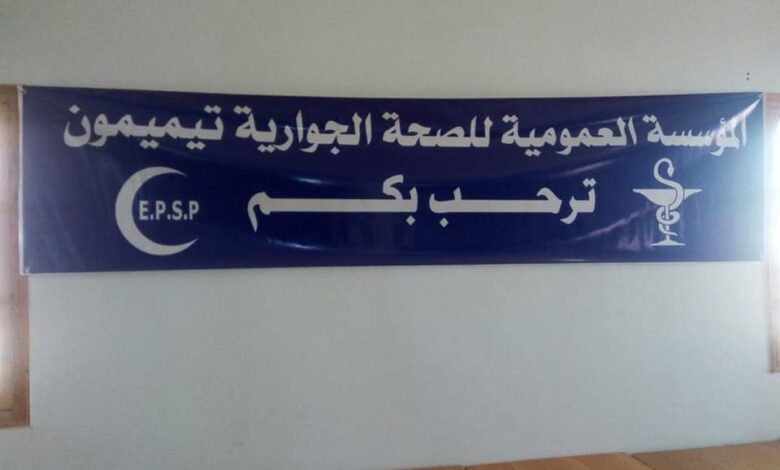 المؤسسة العمومية للصحة الجوارية تيميمون
ترحب بكم
E.P.S.P